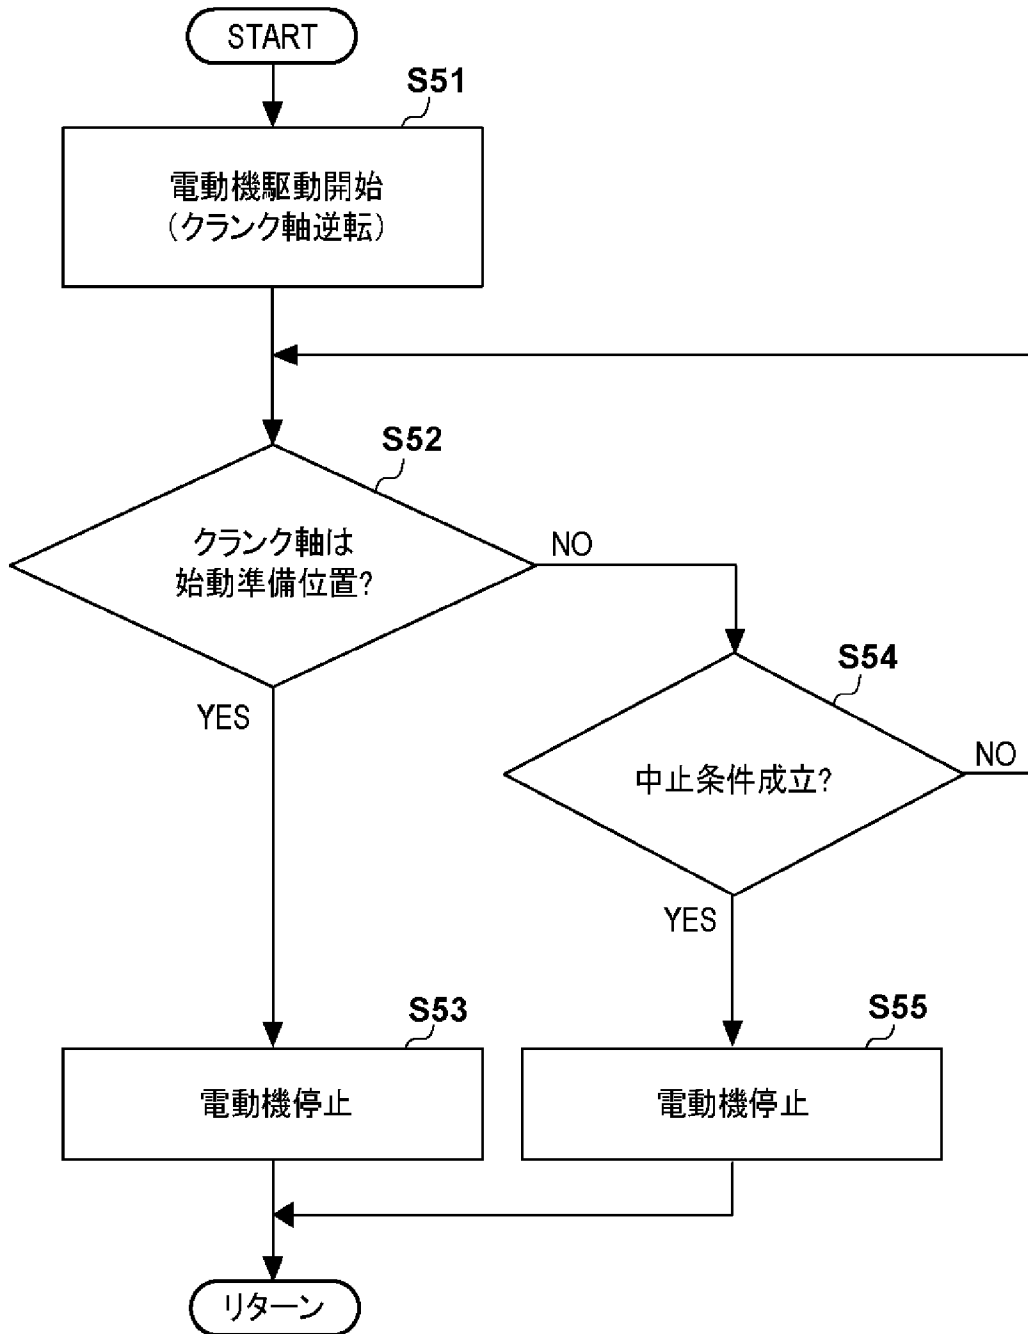 START
S51
電動機駆動開始
(クランク軸逆転)
S52
クランク軸は
始動準備位置?
NO
YES
S54
中止条件成立?
NO
YES
S53
電動機停止
S55
電動機停止
リターン